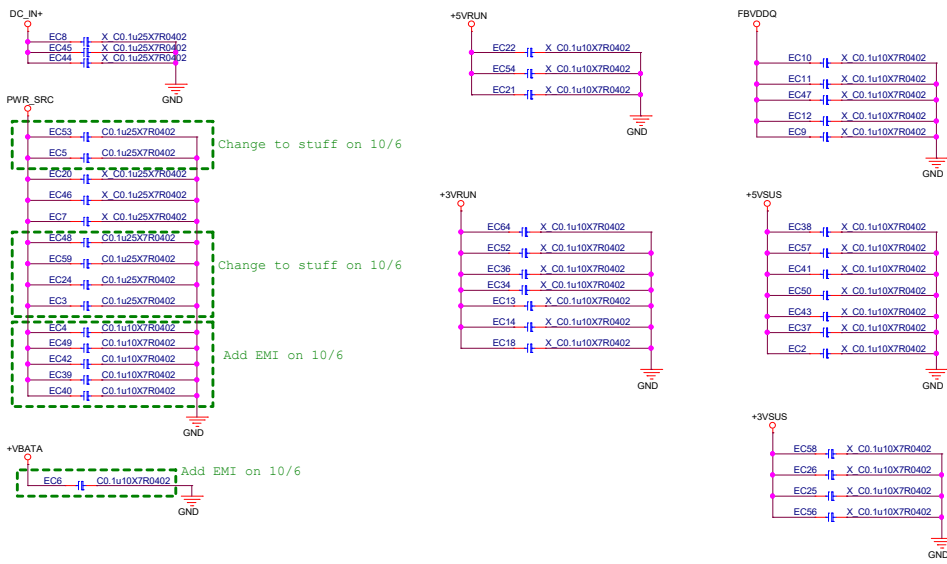 DC_IN+
EC8 X_C0.1u25X7R0402
EC45 X_C0.1u25X7R0402
EC44 X_C0.1u25X7R0402
GND
PWR_SRC
EC53 C0.1u25X7R0402
EC5 C0.1u25X7R0402
Change to stuff on 10/6
EC20 X_C0.1u25X7R0402
EC46 X_C0.1u25X7R0402
EC7 X_C0.1u25X7R0402
EC48 C0.1u25X7R0402
EC59 C0.1u25X7R0402
EC24 C0.1u25X7R0402
EC3 C0.1u25X7R0402
Change to stuff on 10/6
EC4 C0.1u10X7R0402
EC49 C0.1u10X7R0402
EC42 C0.1u10X7R0402
EC39 C0.1u10X7R0402
EC40 C0.1u10X7R0402
Add EMI on 10/6
GND
+VBATA
EC6 C0.1u10X7R0402
Add EMI on 10/6
GND
+5VRUN
EC22 X_C0.1u10X7R0402
EC54 X_C0.1u10X7R0402
EC21 X_C0.1u10X7R0402
GND
+3VRUN
EC64 X_C0.1u10X7R0402
EC52 X_C0.1u10X7R0402
EC36 X_C0.1u10X7R0402
EC34 X_C0.1u10X7R0402
EC13 X_C0.1u10X7R0402
EC14 X_C0.1u10X7R0402
EC18 X_C0.1u10X7R0402
GND
FBVDDQ
EC10 X_C0.1u10X7R0402
EC11 X_C0.1u10X7R0402
EC47 X_C0.1u10X7R0402
EC12 X_C0.1u10X7R0402
EC9 X_C0.1u10X7R0402
GND
+5VSUS
EC38 X_C0.1u10X7R0402
EC57 X_C0.1u10X7R0402
EC41 X_C0.1u10X7R0402
EC50 X_C0.1u10X7R0402
EC43 X_C0.1u10X7R0402
EC37 X_C0.1u10X7R0402
EC2 X_C0.1u10X7R0402
GND
+3VSUS
EC58 X_C0.1u10X7R0402
EC26 X_C0.1u10X7R0402
EC25 X_C0.1u10X7R0402
EC56 X_C0.1u10X7R0402
GND